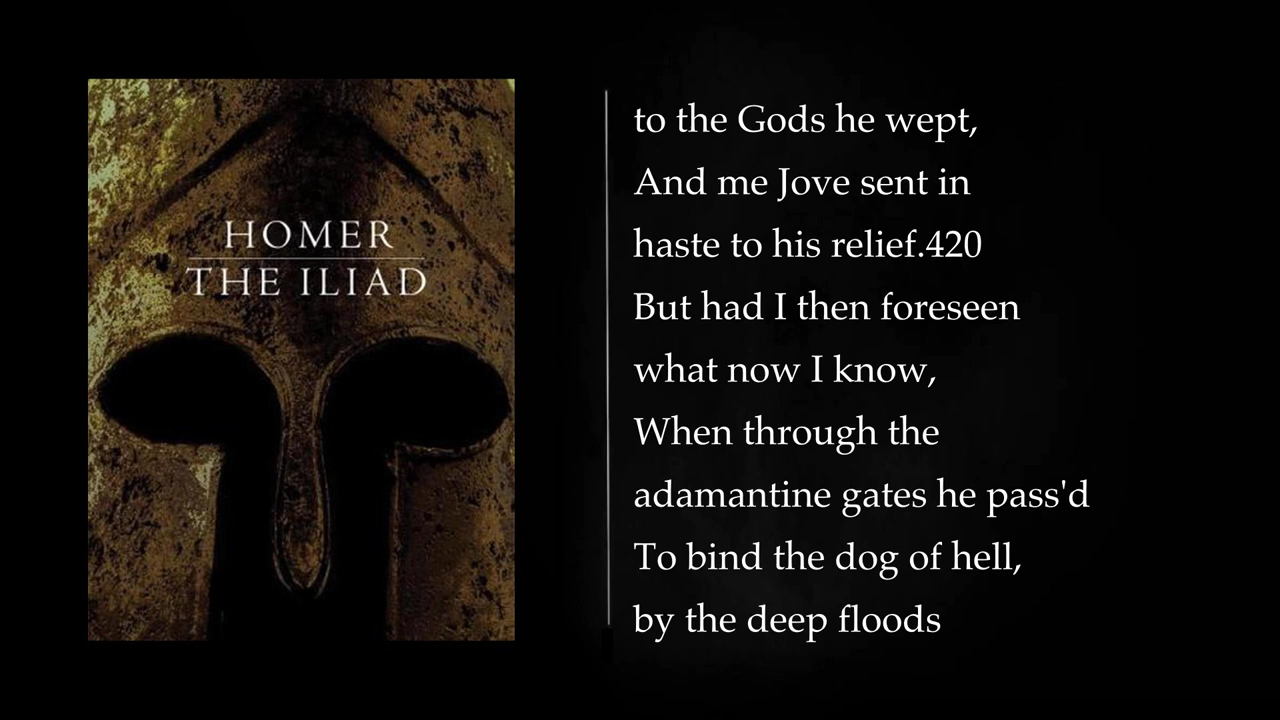 HOMER
THE ILIAD
to the Gods he wept,
And me Jove sent in
haste to his relief.420
But had I then foreseen
what now I know,
When through the
adamantine gates he pass'd
To bind the dog of hell,
by the deep floods